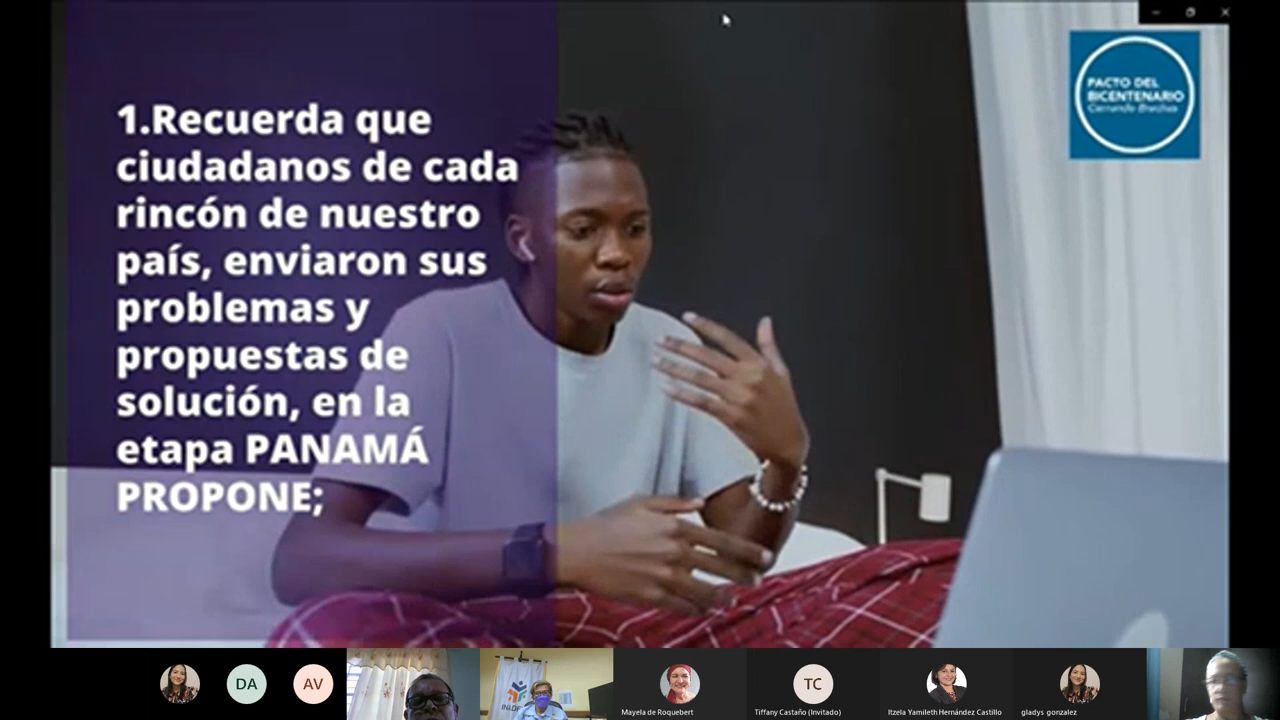 1.Recuerda que
ciudadanos de cada
rincón de nuestro
país, enviaron sus
problemas y
propuestas de
solución, en la
etapa PANAMÁ
PROPONE;
PACTO DEL
BICENTENARIO
Cerrando Brechas
DA
AV
TC
Mayela de Roquebert
Tiffany Castaño (Invitado)
Itzela Yamileth Hernández Castillo
gladys gonzalez